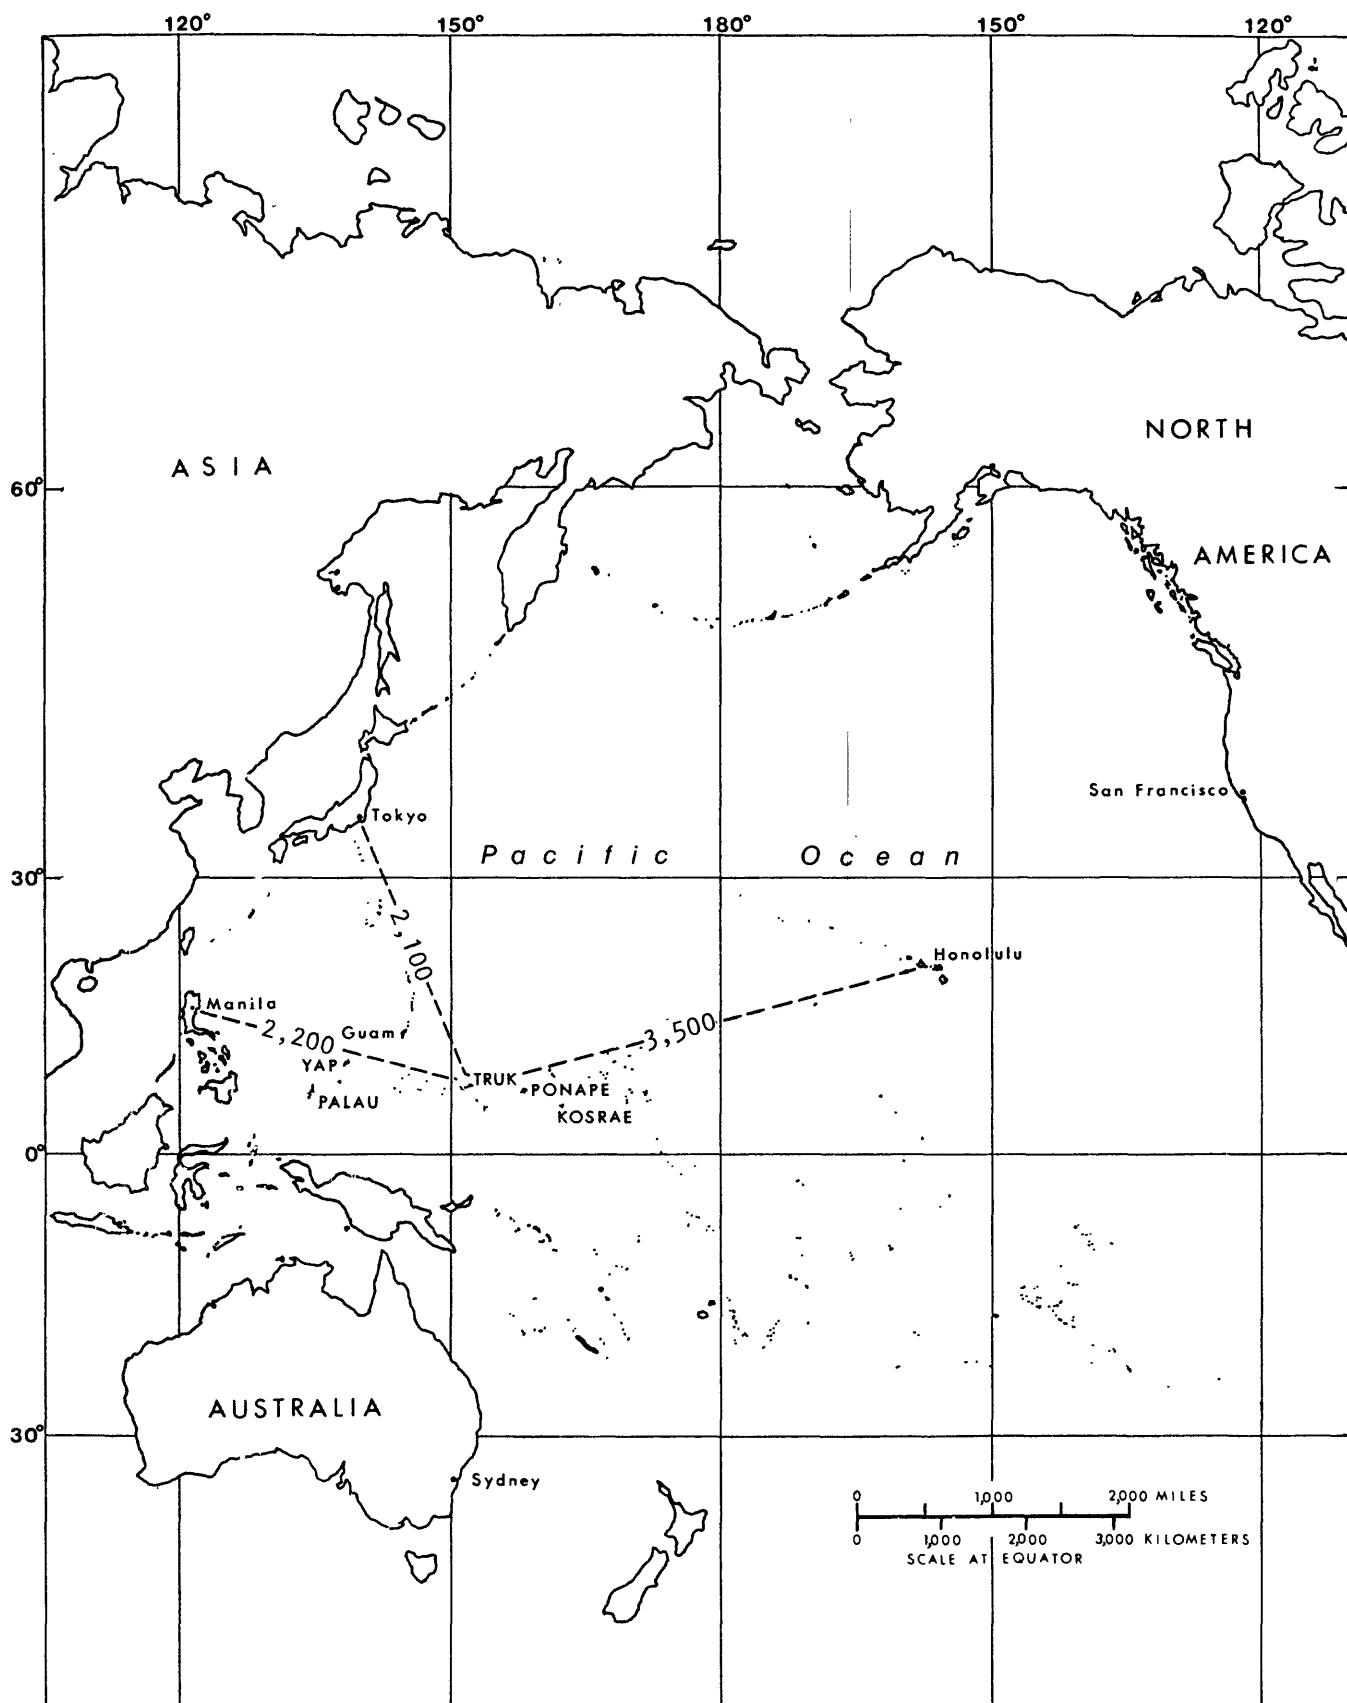 120° 150° 180° 150° 120°
NORTH
ASIA
60°
AMERICA
San Francisco
Tokyo
Pacific Ocean
30°
2,100
Honolulu
Manila
2,200 Guam 3,500
YAP
TRUK
PONAPE
PALAU
KOSRAE
0°
AUSTRALIA
30°
Sydney
0 1,000 2,000 MILES
0 1,000 2,000 3,000 KILOMETERS
SCALE AT EQUATOR